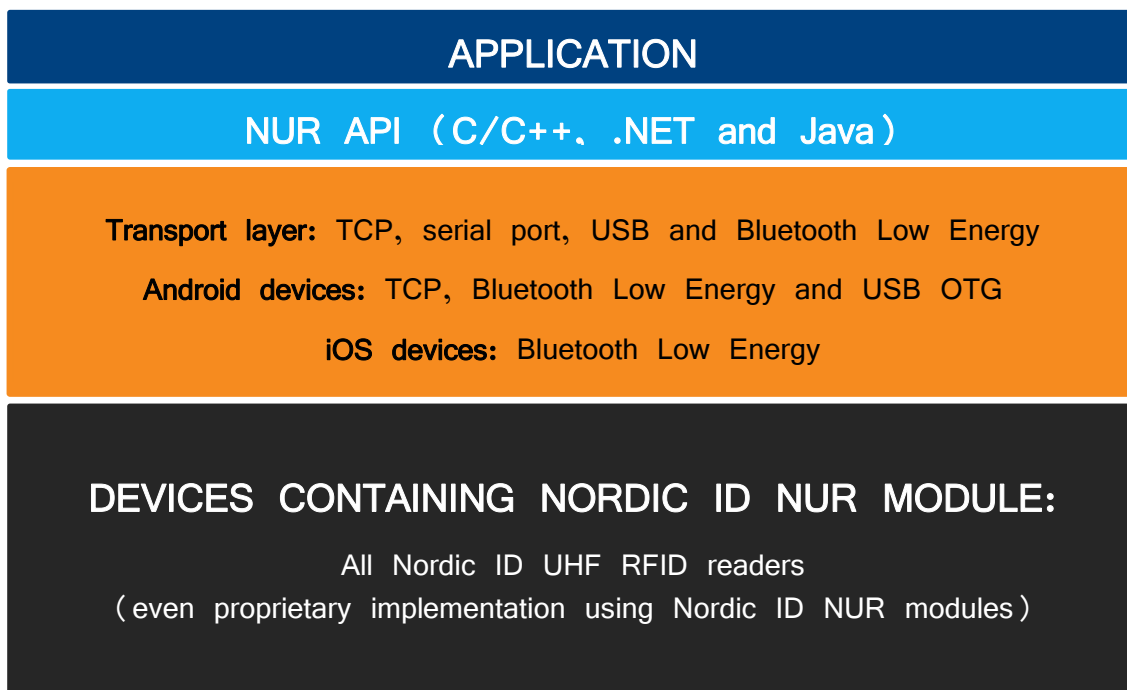 APPLICATION
NUR API （C/C++、.NET and Java）
Transport layer: TCP, serial port, USB and Bluetooth Low Energy
Android devices: TCP, Bluetooth Low Energy and USB OTG
iOS devices: Bluetooth Low Energy
DEVICES CONTAINING NORDIC ID NUR MODULE:
All Nordic ID UHF RFID readers
（even proprietary implementation using Nordic ID NUR modules）